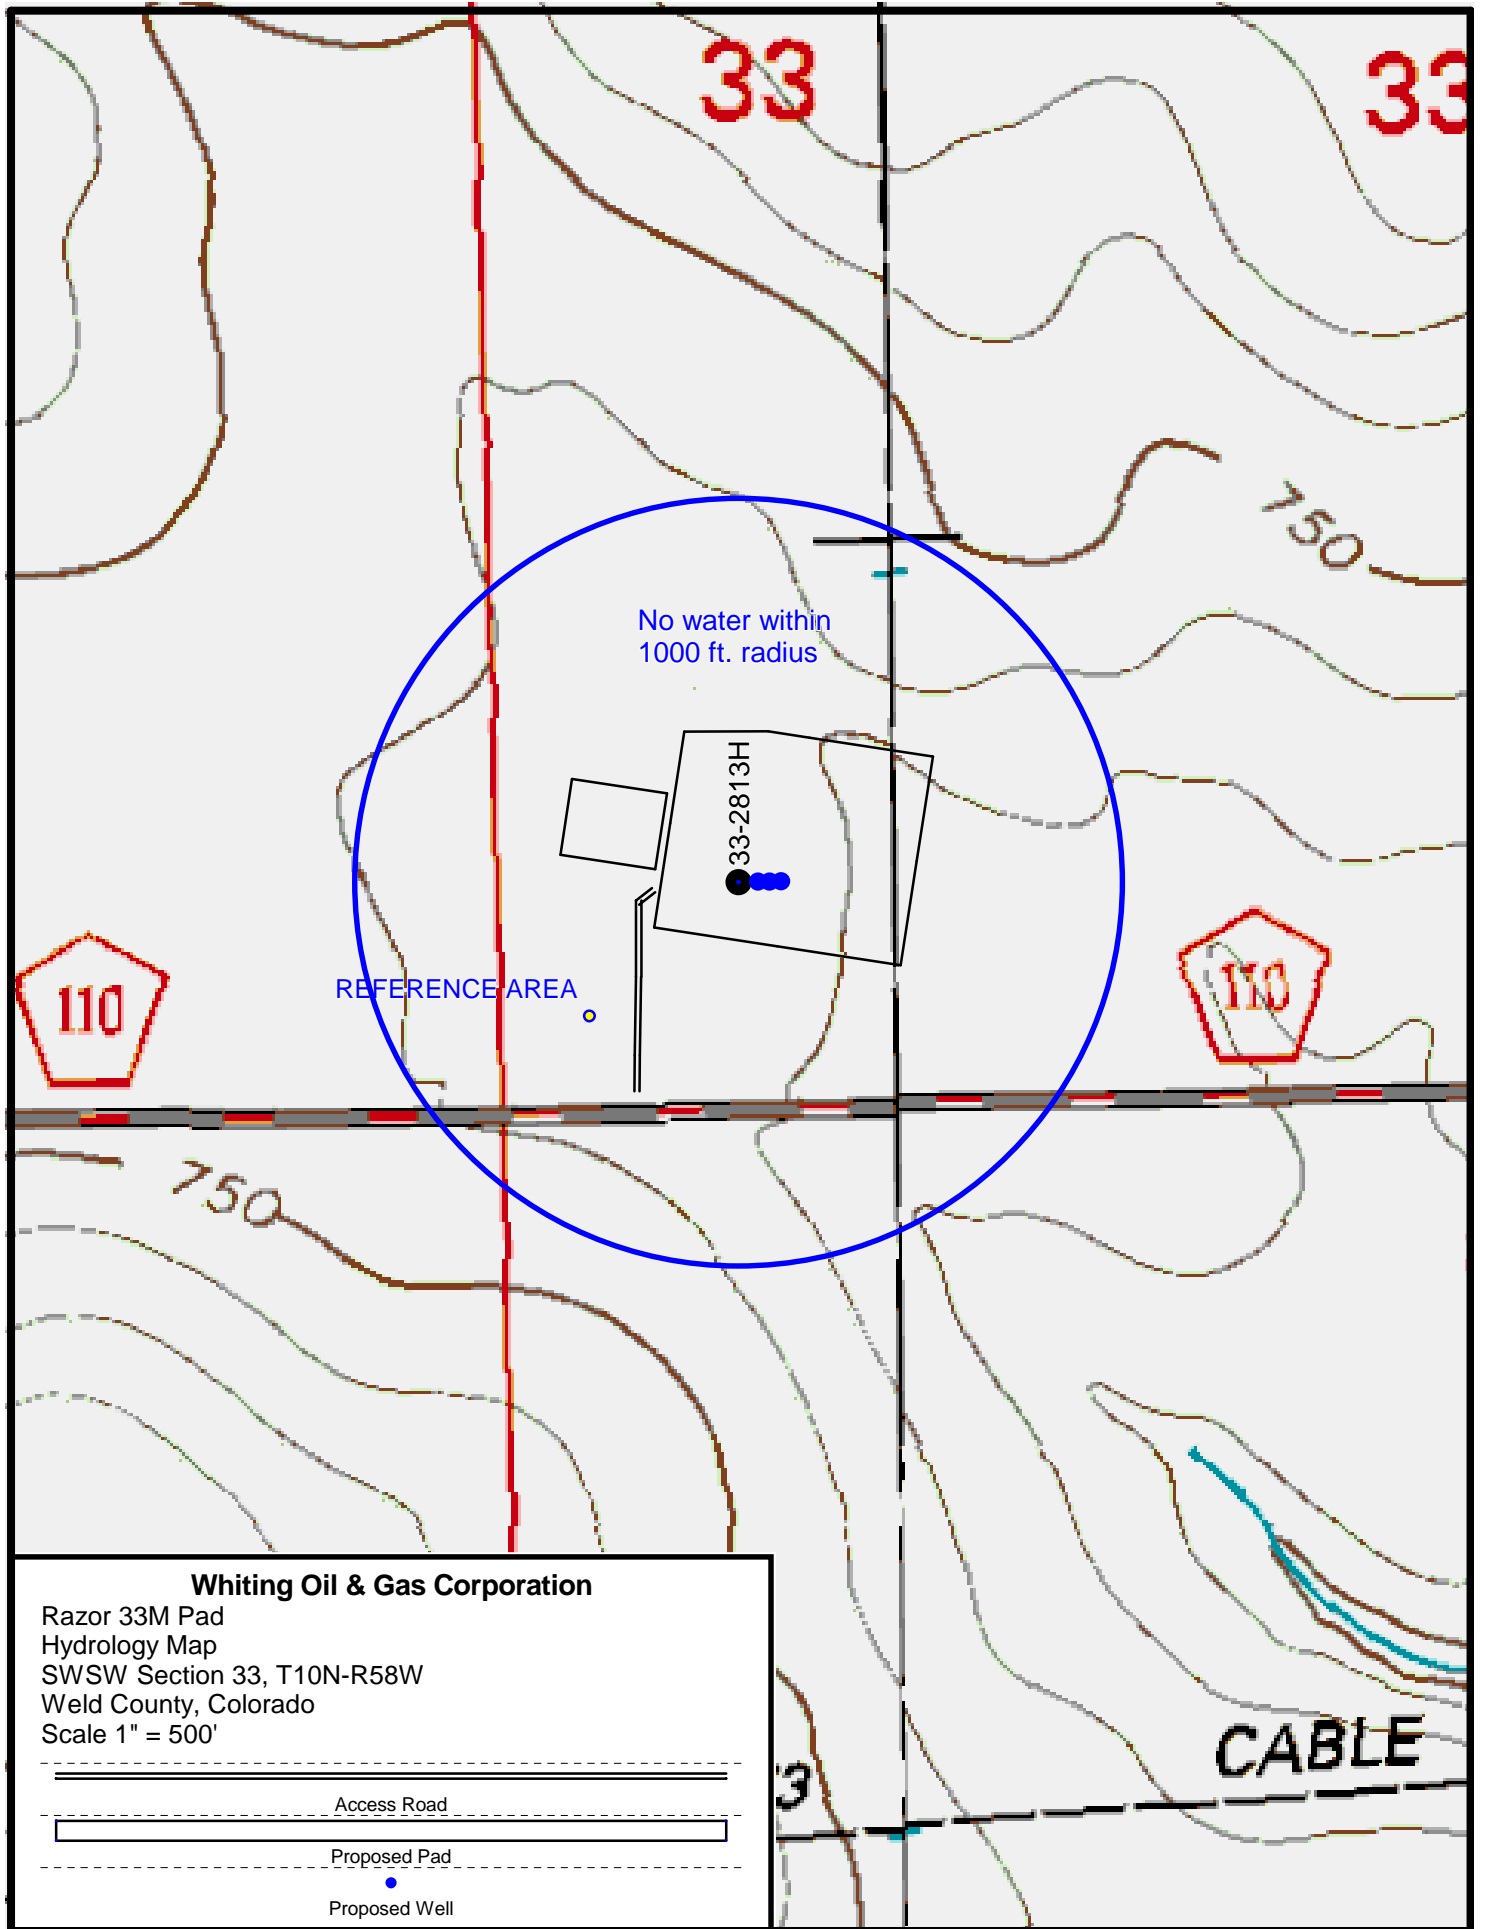 33
33
750
No water within
1000 ft. radius
33-2813H
REFERENCE AREA
110
110
750
CABLE
Whiting Oil & Gas Corporation
Razor 33M Pad
Hydrology Map
SWSW Section 33, T10N-R58W
Weld County, Colorado
Scale 1" = 500'
Access Road
Proposed Pad
Proposed Well